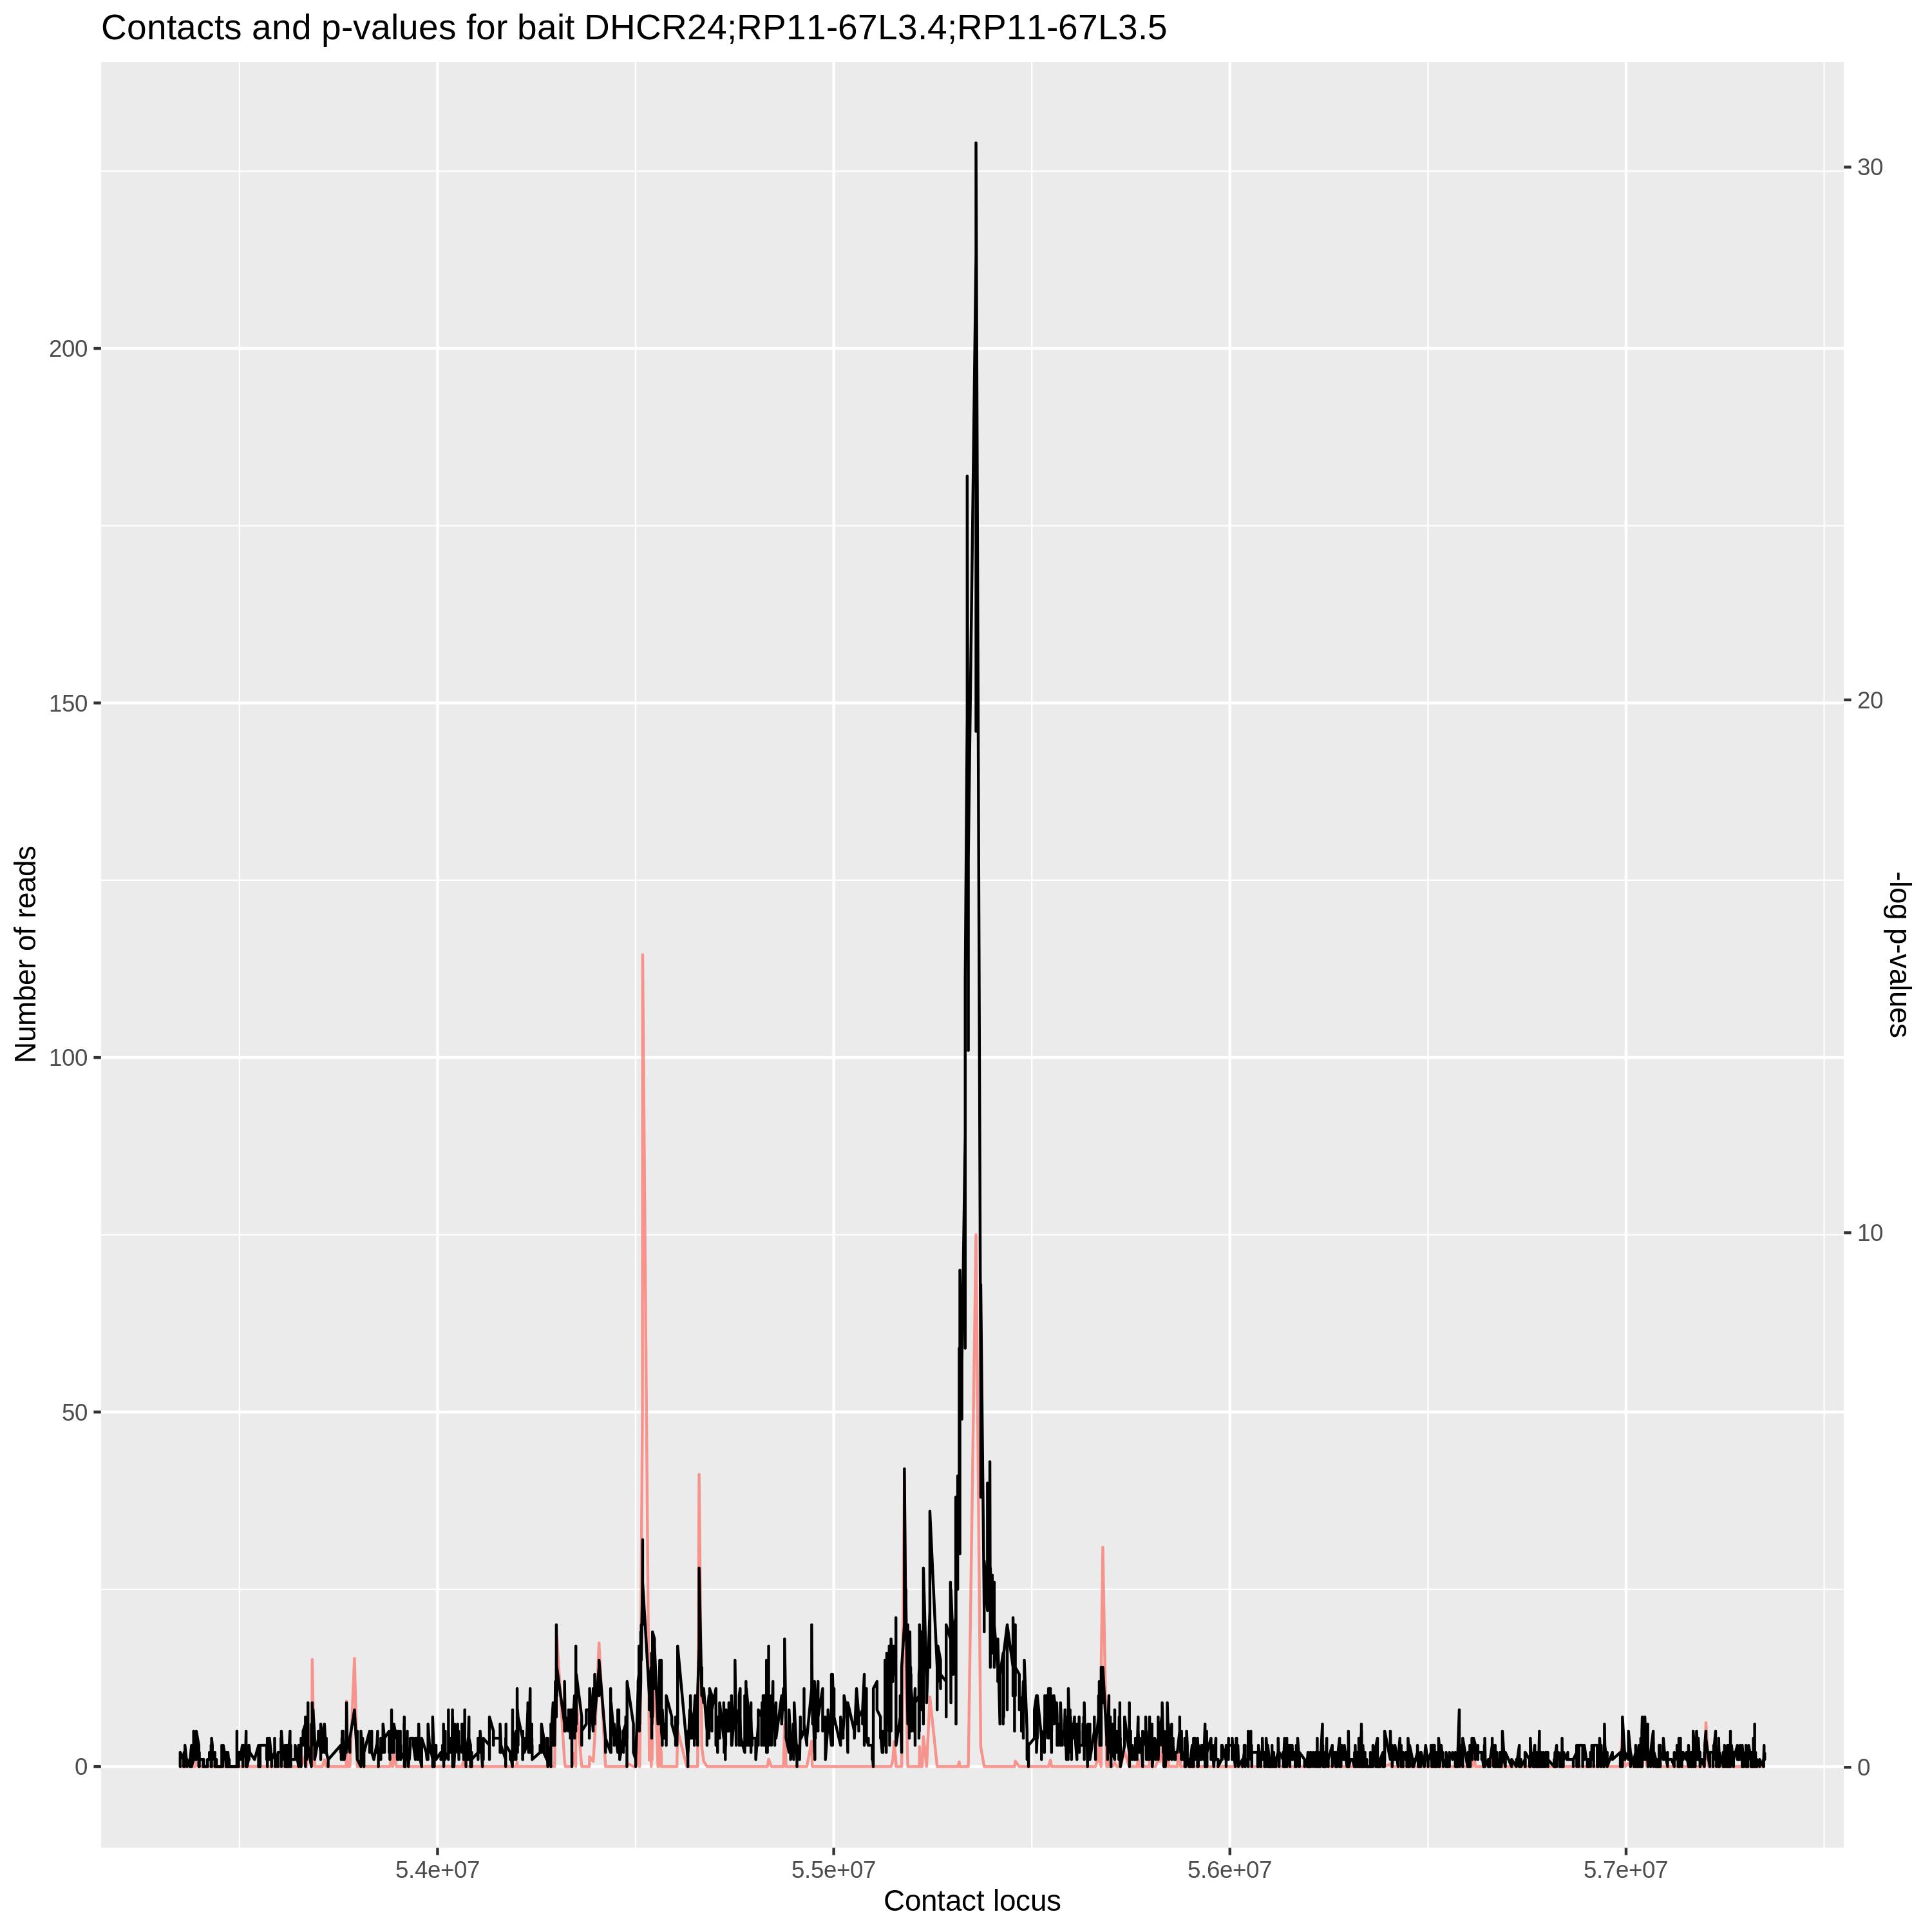 Contacts and p-values for bait DHCR24;RP11-67L3.4;RP11-67L3.5
Number of reads
200
150
100
50
0
30
20
10
0
-log p-values
5.4e+07
5.5e+07
5.6e+07
5.7e+07
Contact locus